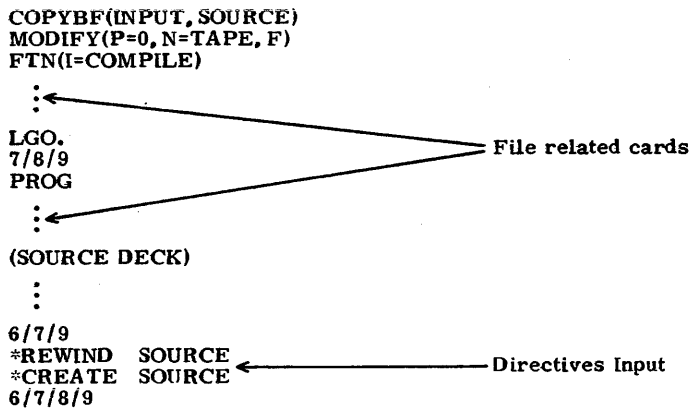 COPYBF(INPUT, SOURCE)
MODIFY(P=0, N=TAPE, F)
FTN(I=COMPILE)
LGO.
7/8/9
PROG
File related cards
(SOURCE DECK)
6/7/9
*REWIND SOURCE
*CREATE SOURCE
Directives Input
6/7/8/9